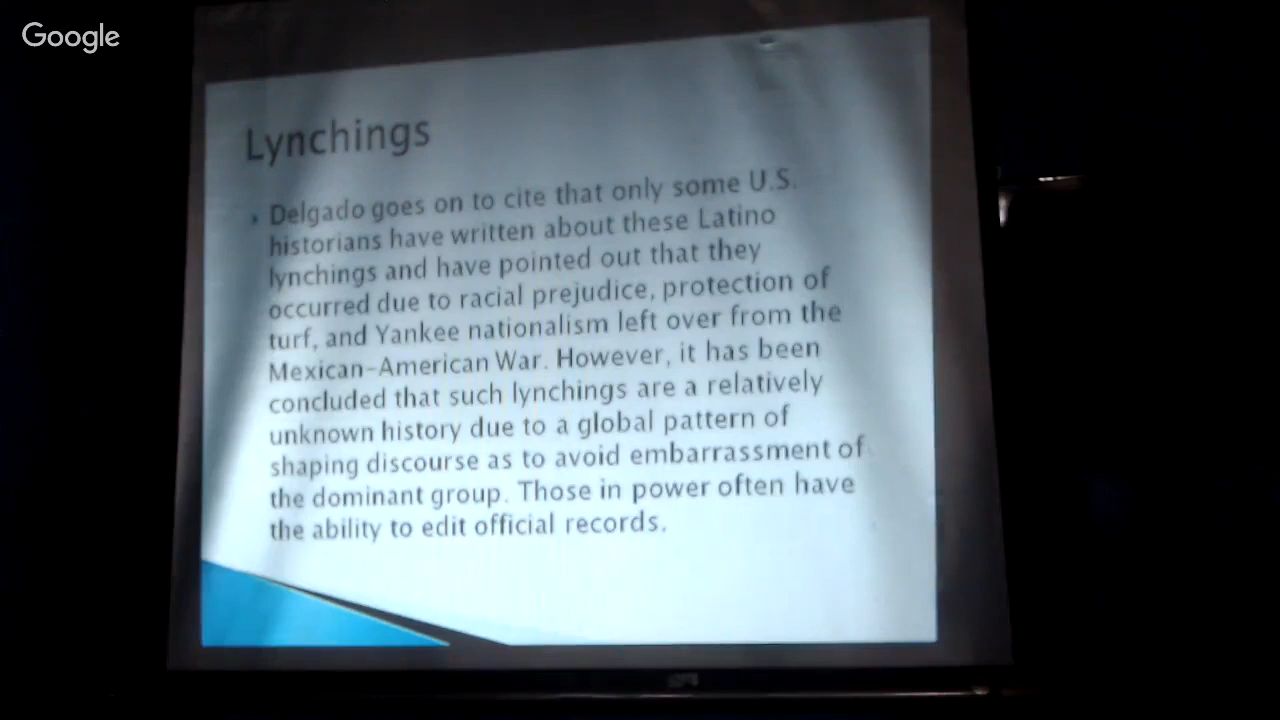 Google
Lynchings
Delgado goes on to cite that only some U.S.
historians have written about these Latino
lynchings and have pointed out that they
occurred due to racial prejudice, protection of
turf, and Yankee nationalism left over from the
Mexican-American War. However, it has been
concluded that such lynchings are a relatively
unknown history due to a global pattern of
shaping discourse as to avoid embarrassment of
the dominant group. Those in power often have
the ability to edit official records.